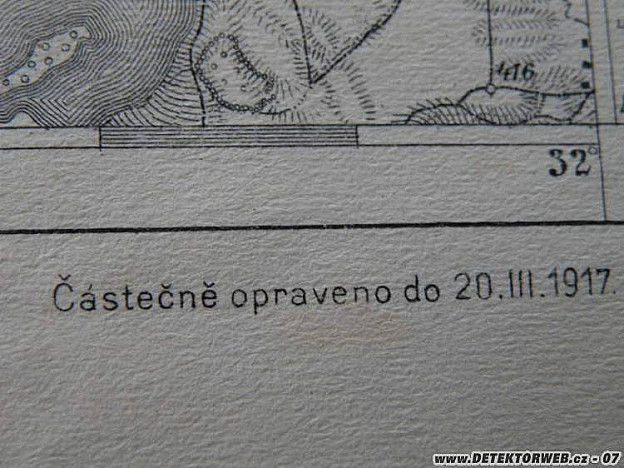 416
32°
Částečně opraveno do 20.III.1917.
www.DETEKTORWEB.cz - 07